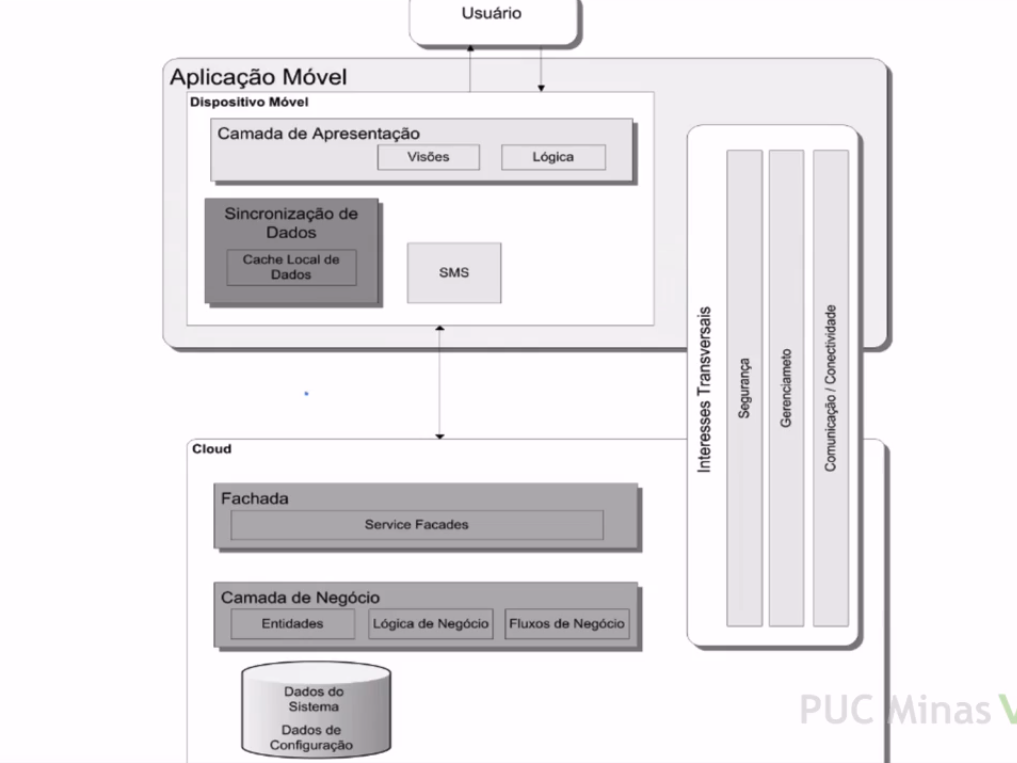 Usuário
Aplicação Móvel
Dispositivo Móvel
Camada de Apresentação
Visões
Lógica
Sincronização de
Dados
Cache Local de
Dados
SMS
Interesses Transversais
Segurança
Gerenciameto
Comunicação / Conectividade
Cloud
Fachada
Service Facades
Camada de Negócio
Entidades
Lógica de Negócio
Fluxos de Negócio
Dados do
Sistema
Dados de
Configuração
PUC Minas V